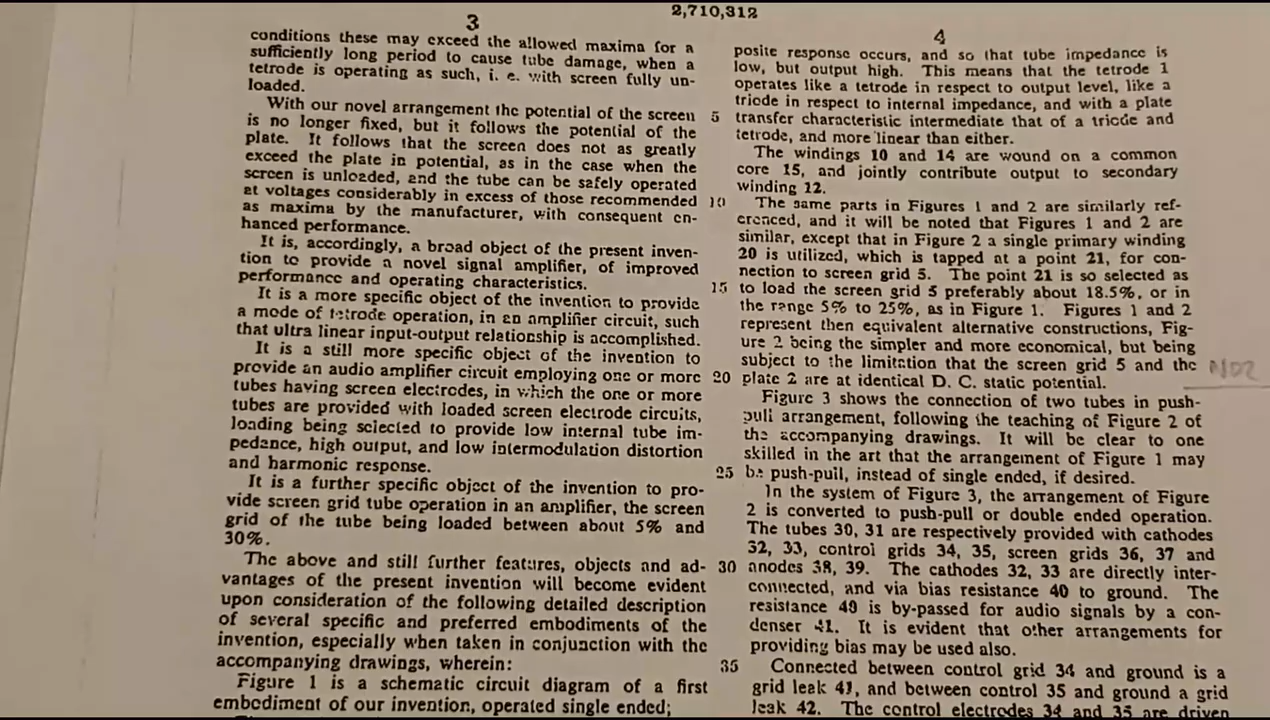 2,710,312
3
conditions these may exceed the allowed maxima for a
sufficiently long period to cause tube damage, when a
tetrode is operating as such, i. e. with screen fully un-
loaded.
With our novel arrangement the potential of the screen
is no longer fixed, but it follows the potential of the
plate. It follows that the screen does not as greatly
exceed the plate in potential, as in the case when the
screen is unloaded, and the tube can be safely operated
at voltages considerably in excess of those recommended
as maxima by the manufacturer, with consequent en-
hanced performance.
It is, accordingly, a broad object of the present inven-
tion to provide a novel signal amplifier, of improved
performance and operating characteristics.
It is a more specific object of the invention to provide
a mode of tetrode operation, in an amplifier circuit, such
that ultra linear input-output relationship is accomplished.
It is a still more specific object of the invention to
provide an audio amplifier circuit employing one or more
tubes having screen electrodes, in which the one or more
tubes are provided with loaded screen electrode circuits,
loading being selected to provide low internal tube im-
pedance, high output, and low intermodulation distortion
and harmonic response.
It is a further specific object of the invention to pro-
vide screen grid tube operation in an amplifier, the screen
grid of the tube being loaded between about 5% and
30%.
The above and still further features, objects and ad-
vantages of the present invention will become evident
upon consideration of the following detailed description
of several specific and preferred embodiments of the
invention, especially when taken in conjunction with the
accompanying drawings, wherein:
Figure 1 is a schematic circuit diagram of a first
embodiment of our invention, operated single ended;
5
10
15
20
25
30
35
4
posite response occurs, and so that tube impedance is
low, but output high. This means that the tetrode 1
operates like a tetrode in respect to output level, like a
triode in respect to internal impedance, and with a plate
transfer characteristic intermediate that of a triode and
tetrode, and more linear than either.
The windings 10 and 14 are wound on a common
core 15, and jointly contribute output to secondary
winding 12.
The same parts in Figures 1 and 2 are similarly ref-
erenced, and it will be noted that Figures 1 and 2 are
similar, except that in Figure 2 a single primary winding
20 is utilized, which is tapped at a point 21, for con-
nection to screen grid 5. The point 21 is so selected as
to load the screen grid 5 preferably about 18.5%, or in
the range 5% to 25%, as in Figure 1. Figures 1 and 2
represent then equivalent alternative constructions, Fig-
ure 2 being the simpler and more economical, but being
subject to the limitation that the screen grid 5 and the
plate 2 are at identical D. C. static potential.
Figure 3 shows the connection of two tubes in push-
pull arrangement, following the teaching of Figure 2 of
the accompanying drawings. It will be clear to one
skilled in the art that the arrangement of Figure 1 may
be push-pull, instead of single ended, if desired.
In the system of Figure 3, the arrangement of Figure
2 is converted to push-pull or double ended operation.
The tubes 30, 31 are respectively provided with cathodes
32, 33, control grids 34, 35, screen grids 36, 37 and
anodes 38, 39. The cathodes 32, 33 are directly inter-
connected, and via bias resistance 40 to ground. The
resistance 40 is by-passed for audio signals by a con-
denser 41. It is evident that other arrangements for
providing bias may be used also.
Connected between control grid 34 and ground is a
grid leak 41, and between control 35 and ground a grid
leak 42. The control electrodes 34 and 35 are driven